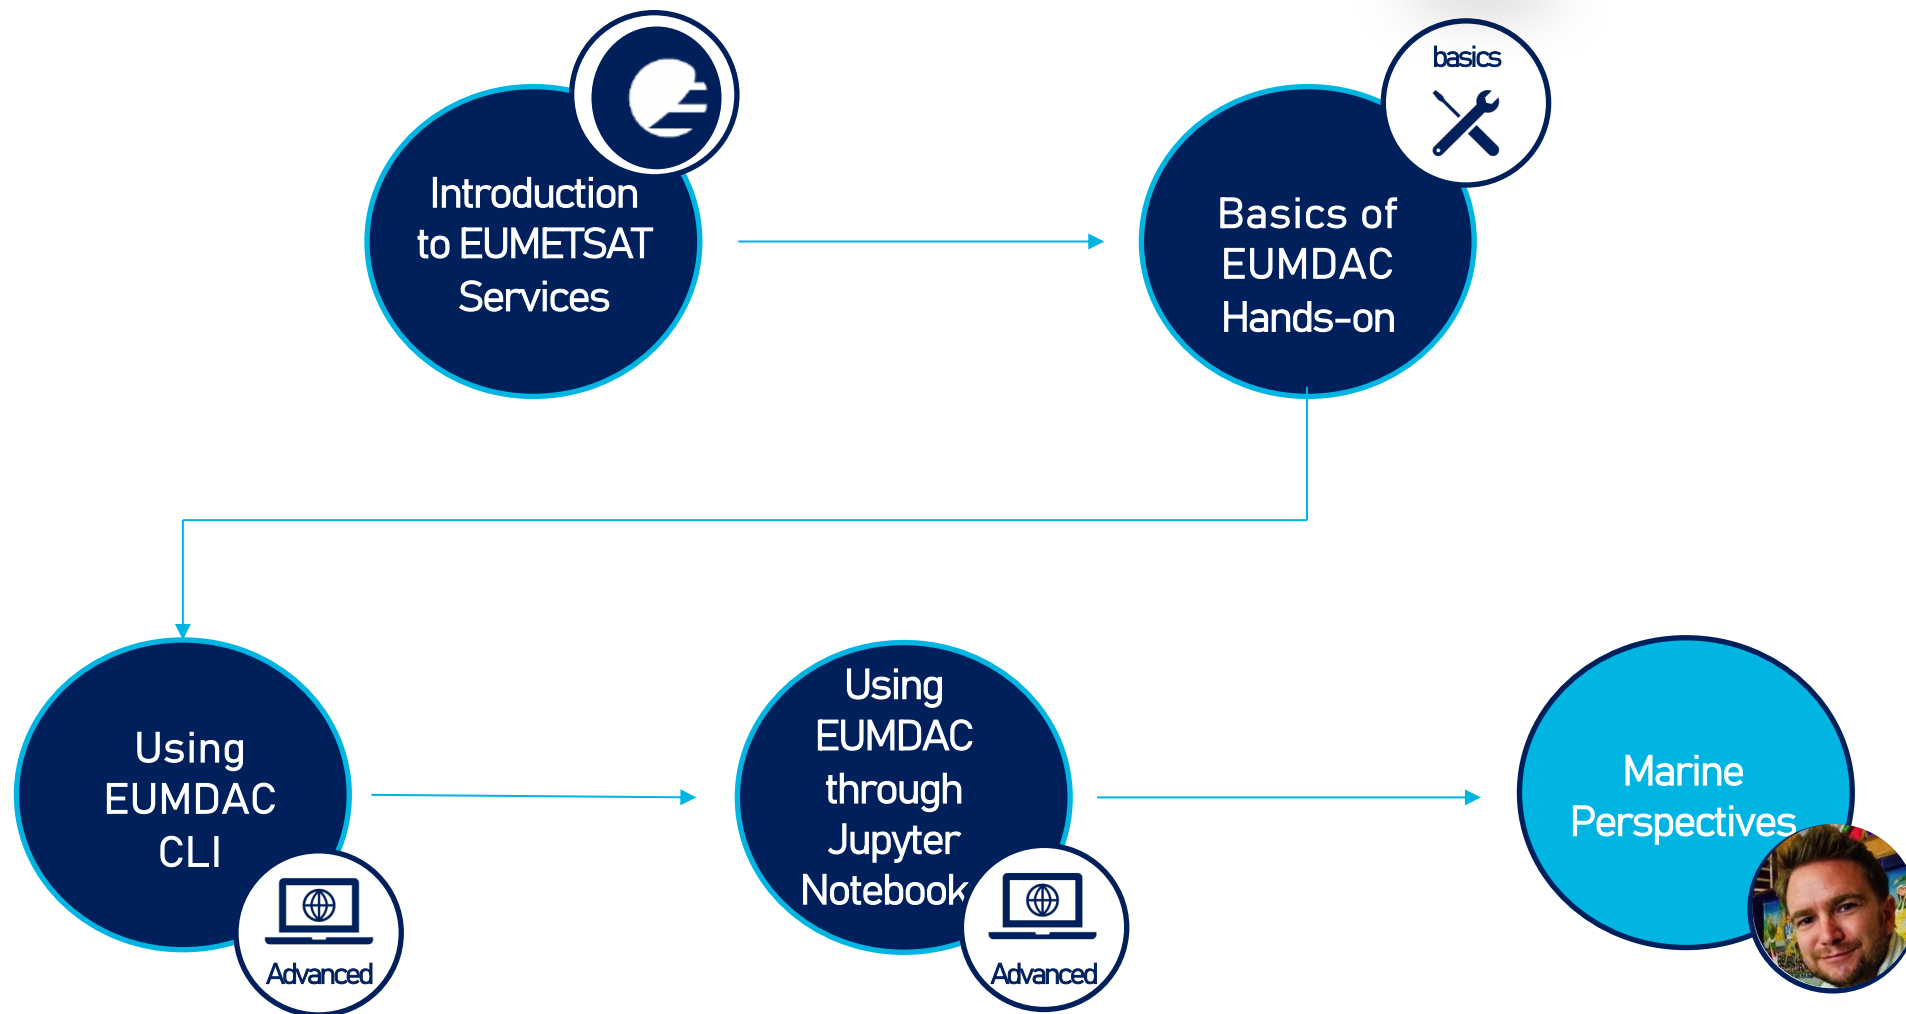 Introduction
to EUMETSAT
Services
basics
Basics of
EUMDAC
Hands-on
Using
EUMDAC
CLI
Advanced
Using
EUMDAC
through
Jupyter
Notebook
Advanced
Marine
Perspectives